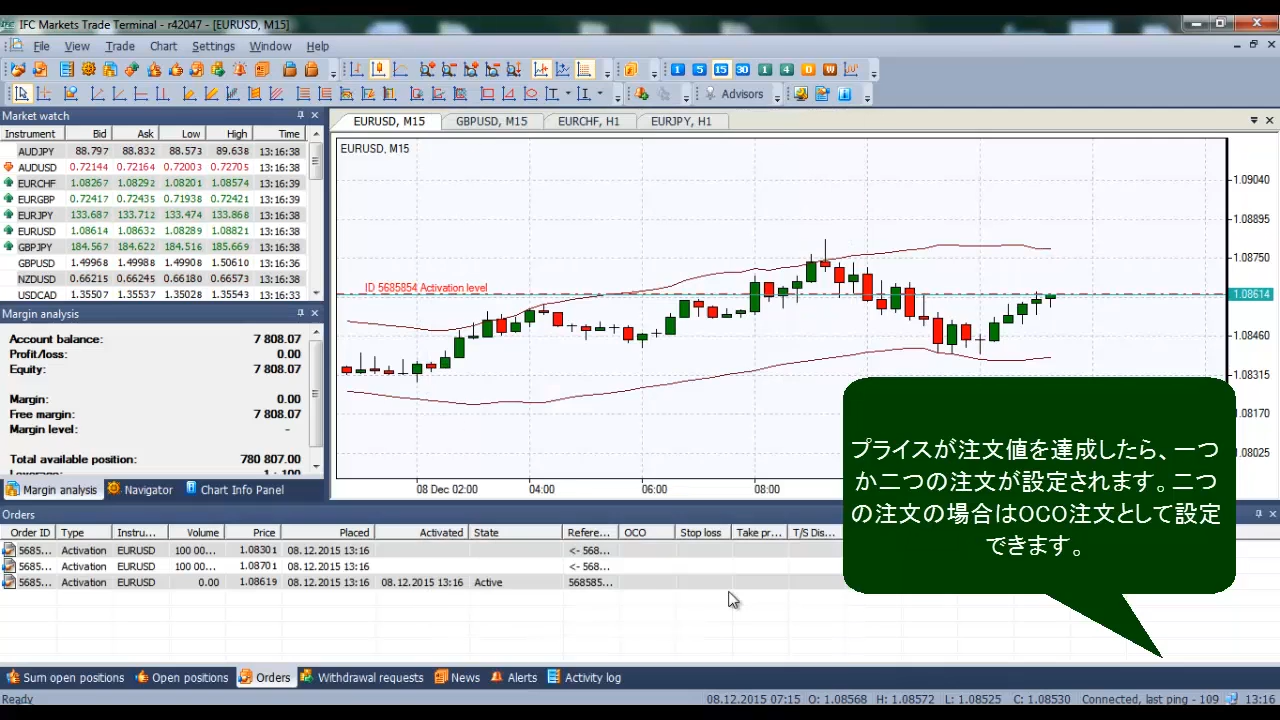 IFC Markets Trade Terminal - r42047 - [EURUSD, M15]
File View Trade Chart Settings Window Help
1 5 15 30 1 4 D W
Advisors
Market watch
Instrument Bid Ask Low High Time
AUDJPY 88.797 88.832 88.573 89.638 13:16:38
AUDUSD 0.72144 0.72164 0.72003 0.72705 13:16:38
EURCHF 1.08267 1.08292 1.08201 1.08574 13:16:39
EURGBP 0.72417 0.72435 0.71938 0.72421 13:16:39
EURJPY 133.687 133.712 133.474 133.868 13:16:38
EURUSD 1.08614 1.08632 1.08289 1.08821 13:16:38
GBPJPY 184.567 184.622 184.516 185.669 13:16:38
GBPUSD 1.49968 1.49988 1.49908 1.50610 13:16:36
NZDUSD 0.66215 0.66245 0.66180 0.66573 13:16:38
USDCAD 1.35507 1.35537 1.35028 1.35543 13:16:33
Margin analysis
Account balance: 7 808.07
Profit/loss: 0.00
Equity: 7 808.07
Margin: 0.00
Free margin: 7 808.07
Margin level: -
Total available position: 780 807.00
Leverage: 1 : 100
Margin analysis Navigator Chart Info Panel
EURUSD, M15 GBPUSD, M15 EURCHF, H1 EURJPY, H1
EURUSD, M15
ID 5685854 Activation level
1.09040
1.08895
1.08750
1.08614
1.08460
1.08315
1.08170
1.08025
08 Dec 02:00 04:00 06:00 08:00
プライスが注文値を達成したら、一つ
か二つの注文が設定されます。二つ
の注文の場合はOCO注文として設定
できます。
Orders
Order ID Type Instru... Volume Price Placed Activated State Refere... OCO Stop loss Take pr... T/S Dis...
5685... Activation EURUSD 100 00... 1.08301 08.12.2015 13:16 <- 568...
5685... Activation EURUSD 100 00... 1.08701 08.12.2015 13:16 <- 568...
5685... Activation EURUSD 0.00 1.08619 08.12.2015 13:16 08.12.2015 13:16 Active 568585...
Sum open positions Open positions Orders Withdrawal requests News Alerts Activity log
Ready 08.12.2015 07:15 O: 1.08568 H: 1.08572 L: 1.08525 C: 1.08530 Connected, last ping - 109 13:16